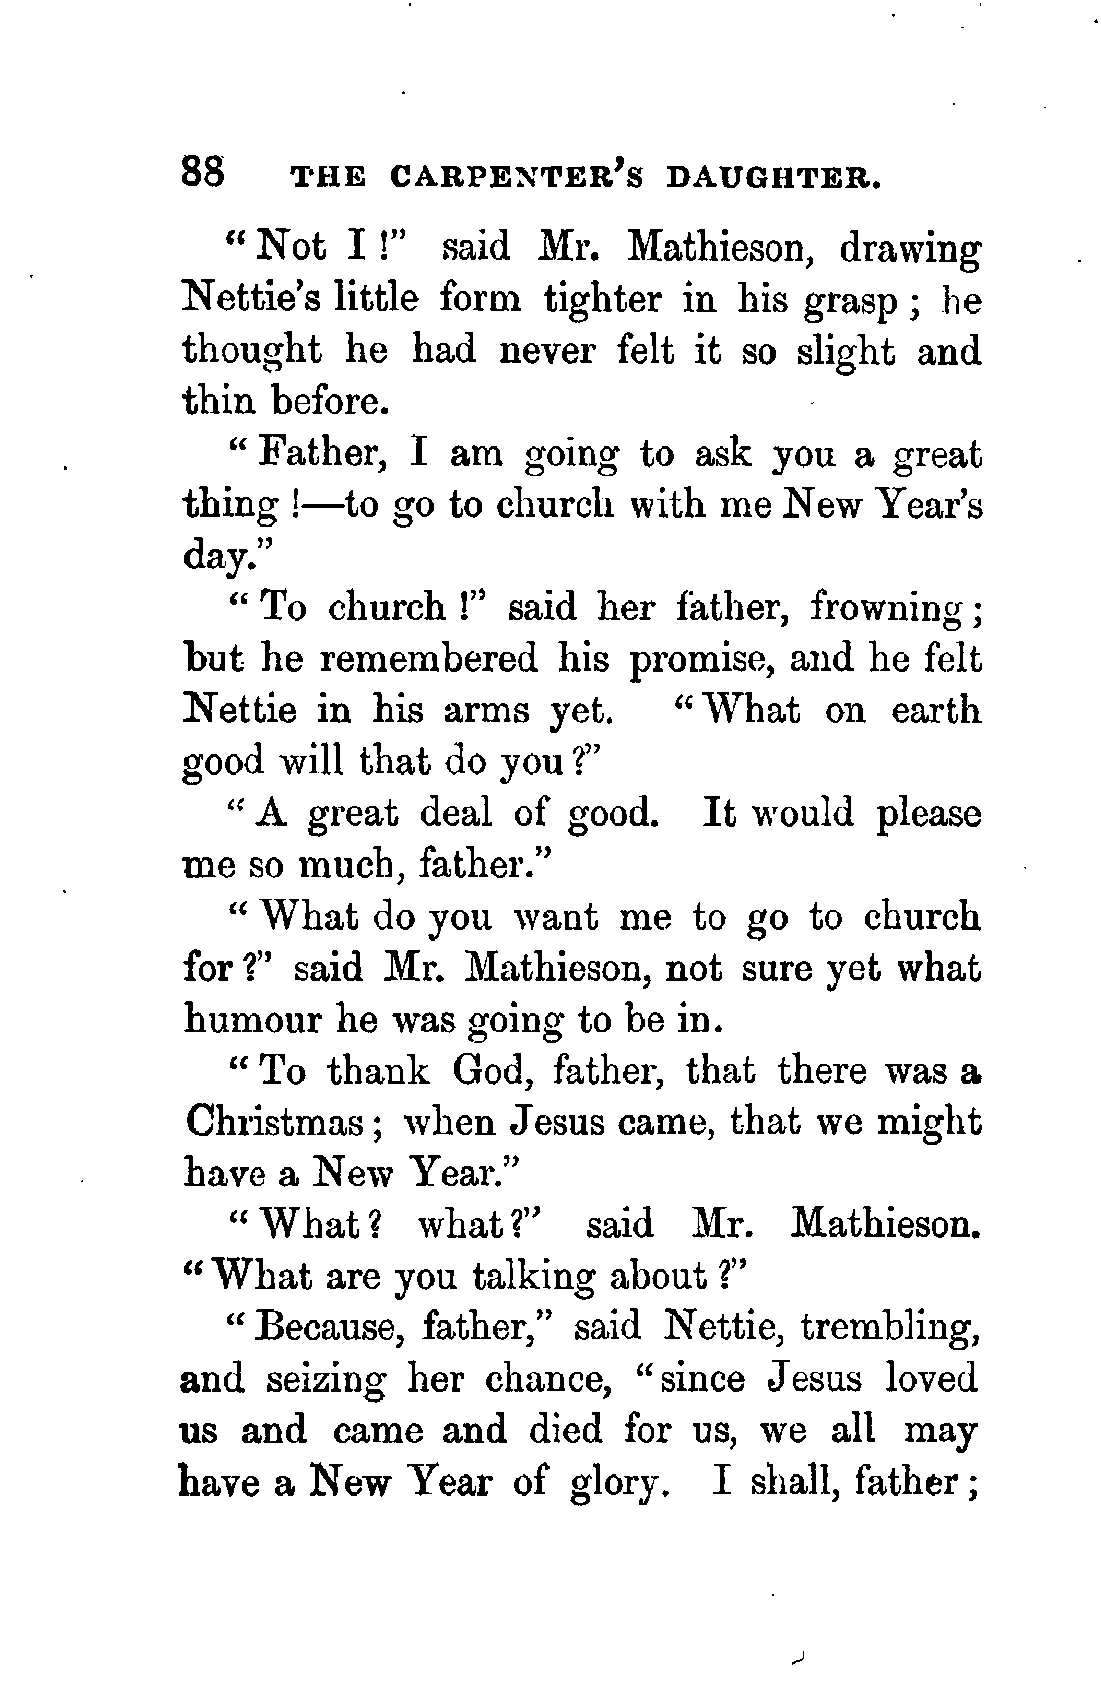 88 THE CARPENTER'S DAUGHTER.
“ Not I !” said Mr. Mathieson, drawing
Nettie’s little form tighter in his grasp ; he
thought he had never felt it so slight and
thin before.
“ Father, I am going to ask you a great
thing !—to go to church with me New Year’s
day.”
“ To church !” said her father, frowning ;
but he remembered his promise, and he felt
Nettie in his arms yet. “ What on earth
good will that do you ?”
“ A great deal of good. It would please
me so much, father.”
“ What do you want me to go to church
for ?” said Mr. Mathieson, not sure yet what
humour he was going to be in.
“ To thank God, father, that there was a
Christmas ; when Jesus came, that we might
have a New Year.”
“ What ? what ?” said Mr. Mathieson.
“ What are you talking about ?”
“ Because, father,” said Nettie, trembling,
and seizing her chance, “ since Jesus loved
us and came and died for us, we all may
have a New Year of glory. I shall, father ;